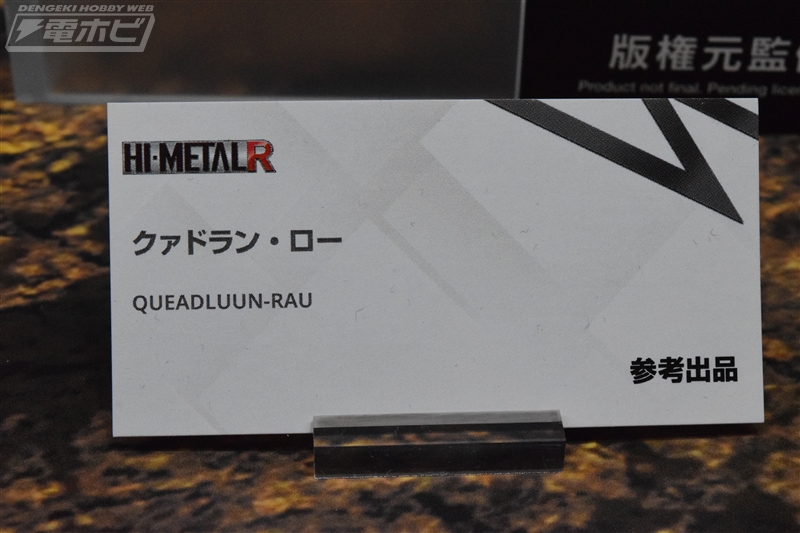 DENGEKI HOBBY WEB
電ホビ
版権元監修
Product not final. Pending
HI-METAL R
クァドラン・ロー
QUEADLUUN-RAU
参考出品